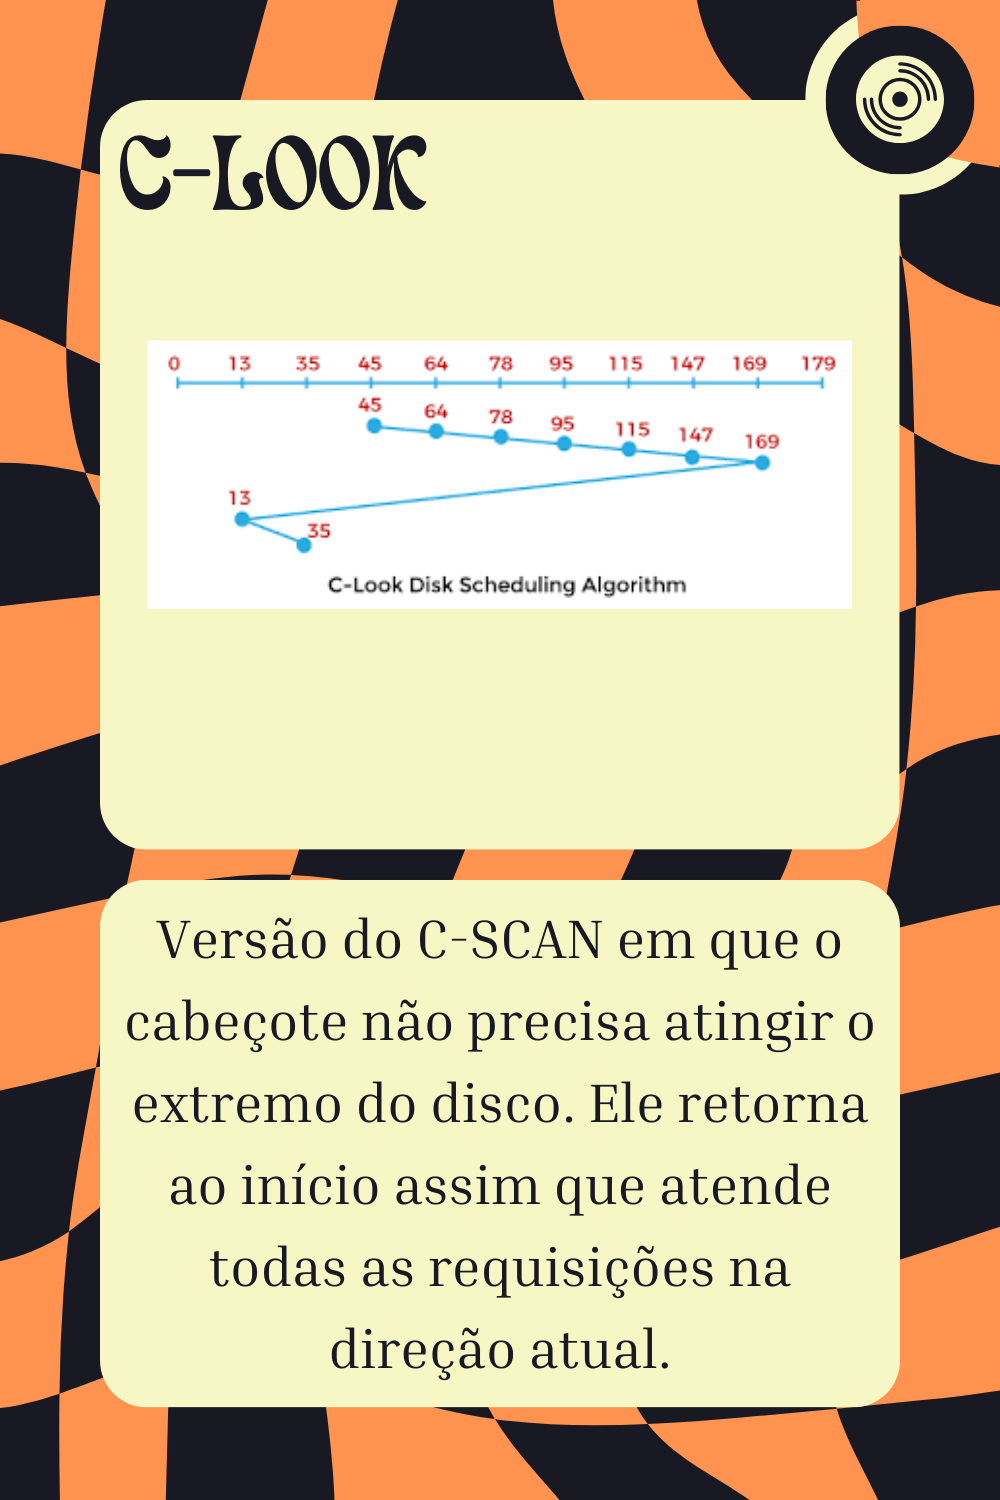 C-LOOK
0 13 35 45 64 78 95 115 147 169 179
45 64 78 95 115 147 169
13
35
C-Look Disk Scheduling Algorithm
Versão do C-SCAN em que o
cabeçote não precisa atingir o
extremo do disco. Ele retorna
ao início assim que atende
todas as requisições na
direção atual.